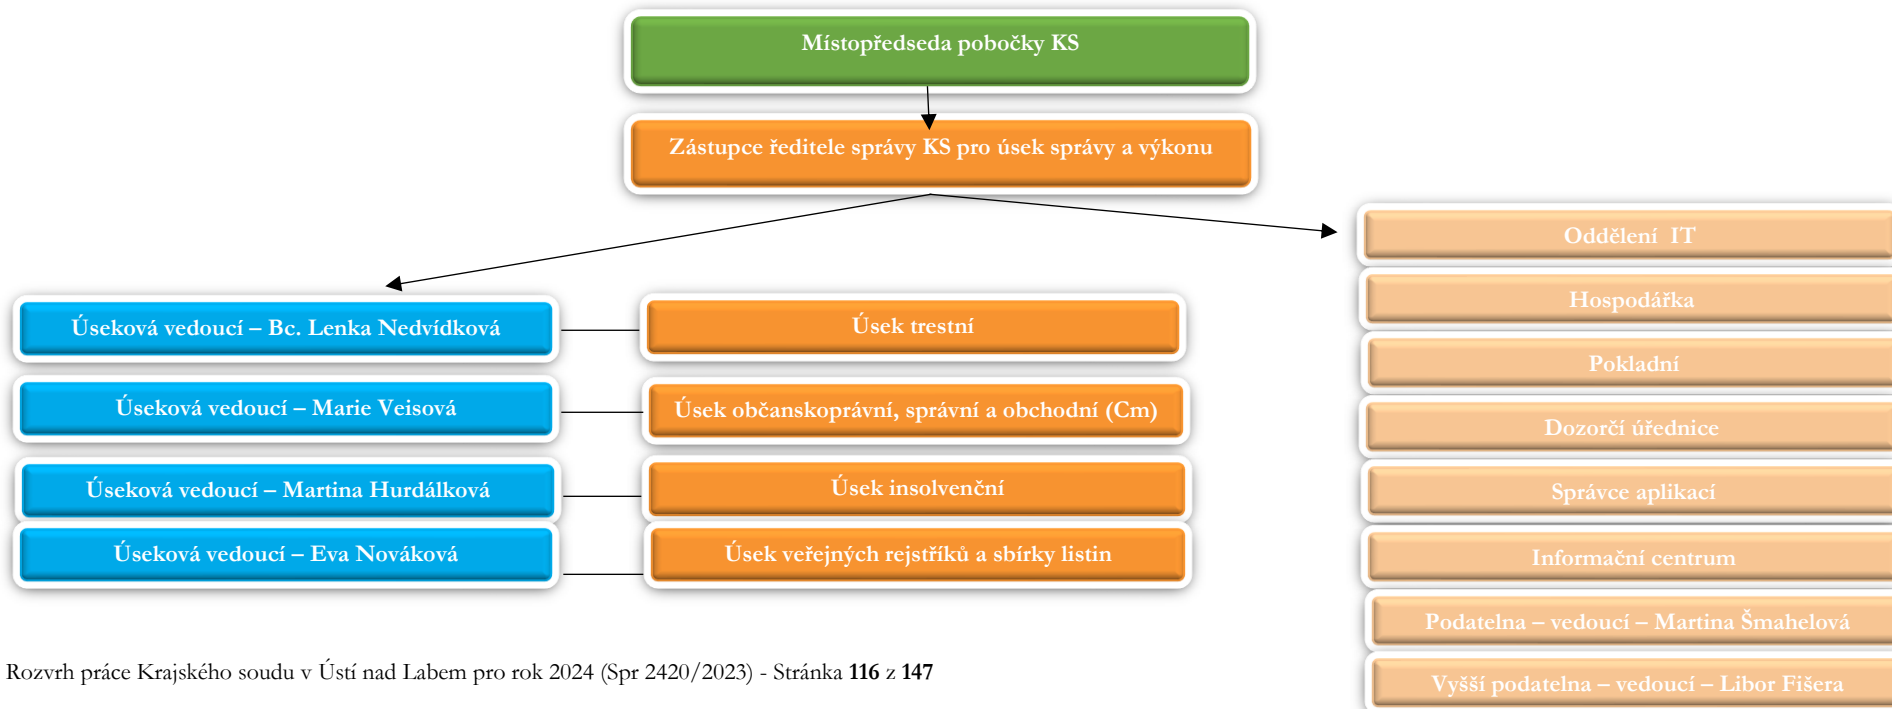 Místopředseda pobočky KS
Zástupce ředitele správy KS pro úsek správy a výkonu
Úseková vedoucí – Bc. Lenka Nedvídková
Úsek trestní
Úseková vedoucí – Marie Veisová
Úsek občanskoprávní, správní a obchodní (Cm)
Úseková vedoucí – Martina Hurdálková
Úsek insolvenční
Úseková vedoucí – Eva Nováková
Úsek veřejných rejstříků a sbírky listin
Oddělení IT
Hospodářka
Pokladní
Dozorčí úřednice
Správce aplikací
Informační centrum
Podatelna – vedoucí – Martina Šmahelová
Vyšší podatelna – vedoucí – Libor Fišera
Rozvrh práce Krajského soudu v Ústí nad Labem pro rok 2024 (Spr 2420/2023) - Stránka 116 z 147